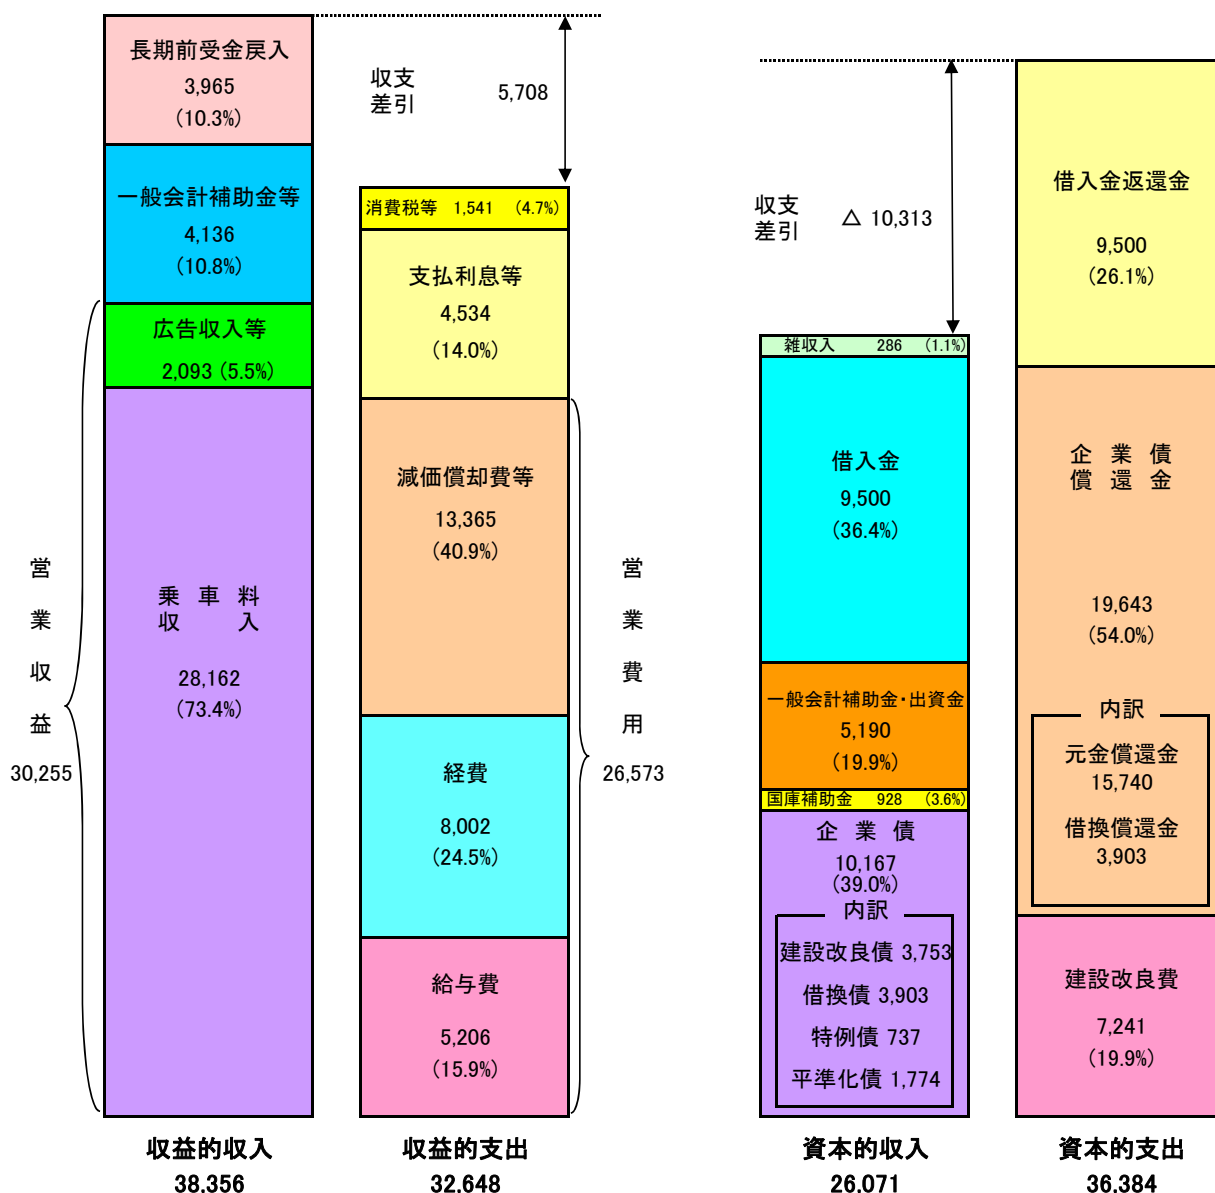 長期前受金戻入
3,965
(10.3%)
一般会計補助金等
4,136
(10.8%)
広告収入等
2,093 (5.5%)
乗車料
収入
28,162
(73.4%)
営業収益
30,255
収益的収入
38,356
収支
差引
5,708
消費税等 1,541 (4.7%)
支払利息等
4,534
(14.0%)
減価償却費等
13,365
(40.9%)
経費
8,002
(24.5%)
給与費
5,206
(15.9%)
営業費用
26,573
収益的支出
32,648
収支
差引
△ 10,313
雑収入 286 (1.1%)
借入金
9,500
(36.4%)
一般会計補助金・出資金
5,190
(19.9%)
国庫補助金 928 (3.6%)
企業債
10,167
(39.0%)
内訳
建設改良債 3,753
借換債 3,903
特例債 737
平準化債 1,774
資本的収入
26,071
借入金返還金
9,500
(26.1%)
企業債
償還金
19,643
(54.0%)
内訳
元金償還金
15,740
借換償還金
3,903
建設改良費
7,241
(19.9%)
資本的支出
36,384